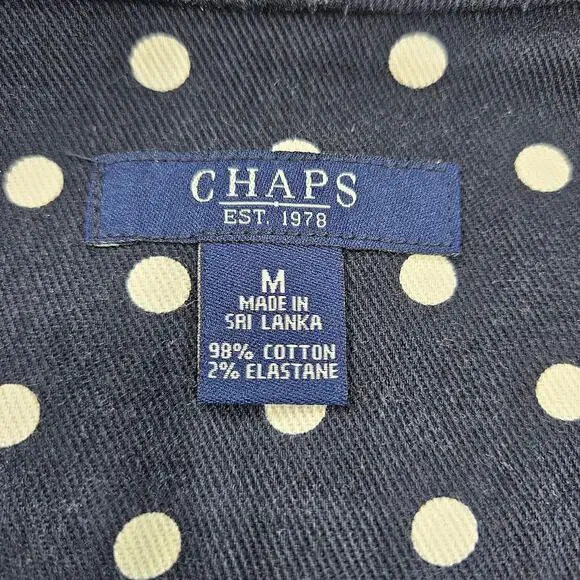 CHAPS
EST. 1978
M
MADE IN
SRI LANKA
98% COTTON
2% ELASTANE